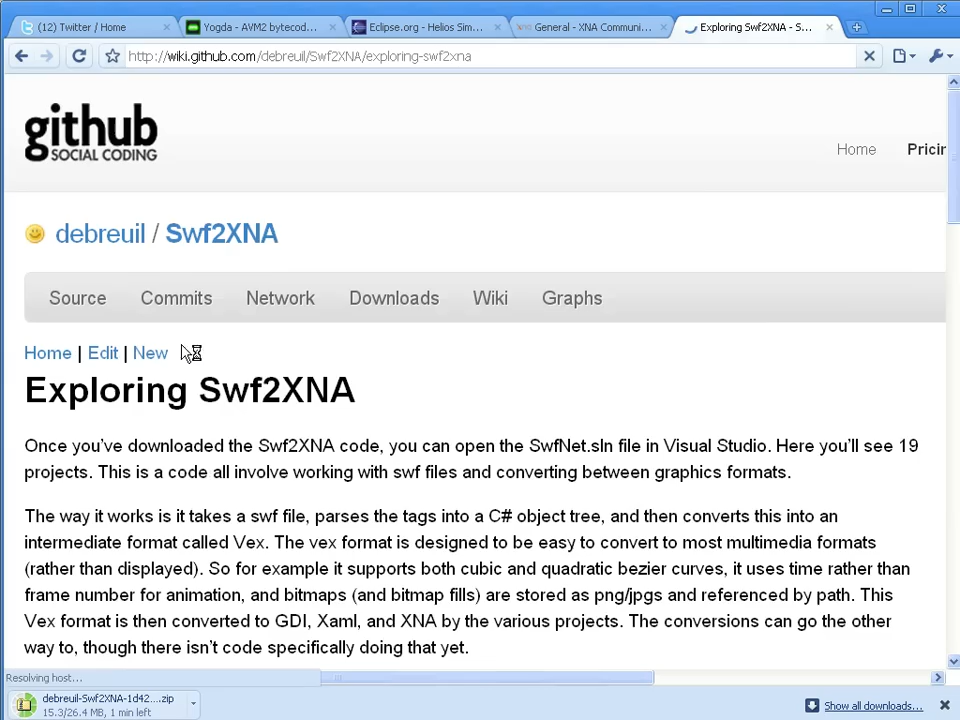 (12) Twitter / Home
Yogda - AVM2 bytecod...
Eclipse.org - Helios Sim...
General - XNA Communi...
Exploring Swf2XNA - S...
http://wiki.github.com/debreuil/Swf2XNA/exploring-swf2xna
github
SOCIAL CODING
Home Pricin
debreuil / Swf2XNA
Source Commits Network Downloads Wiki Graphs
Home | Edit | New
Exploring Swf2XNA
Once you've downloaded the Swf2XNA code, you can open the SwfNet.sln file in Visual Studio. Here you'll see 19
projects. This is a code all involve working with swf files and converting between graphics formats.
The way it works is it takes a swf file, parses the tags into a C# object tree, and then converts this into an
intermediate format called Vex. The vex format is designed to be easy to convert to most multimedia formats
(rather than displayed). So for example it supports both cubic and quadratic bezier curves, it uses time rather than
frame number for animation, and bitmaps (and bitmap fills) are stored as png/jpgs and referenced by path. This
Vex format is then converted to GDI, Xaml, and XNA by the various projects. The conversions can go the other
way to, though there isn't code specifically doing that yet.
Resolving host...
debreuil-Swf2XNA-1d42....zip
15.3/26.4 MB, 1 min left
Show all downloads...